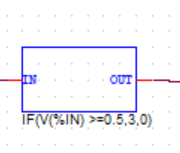 IN OUT
IF(V(%IN) >=0.5,3,0)